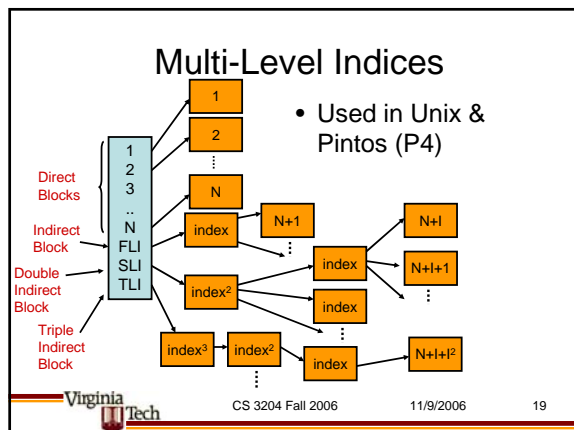 Multi-Level Indices
• Used in Unix &
Pintos (P4)
Direct
Blocks
Indirect
Block
Double
Indirect
Block
Triple
Indirect
Block
1
2
3
..
N
FLI
SLI
TLI
1
2
N
index
N+1
index²
index
N+I
N+I+1
index
index³
index²
index
N+I+I²
Virginia
Tech
CS 3204 Fall 2006
11/9/2006
19